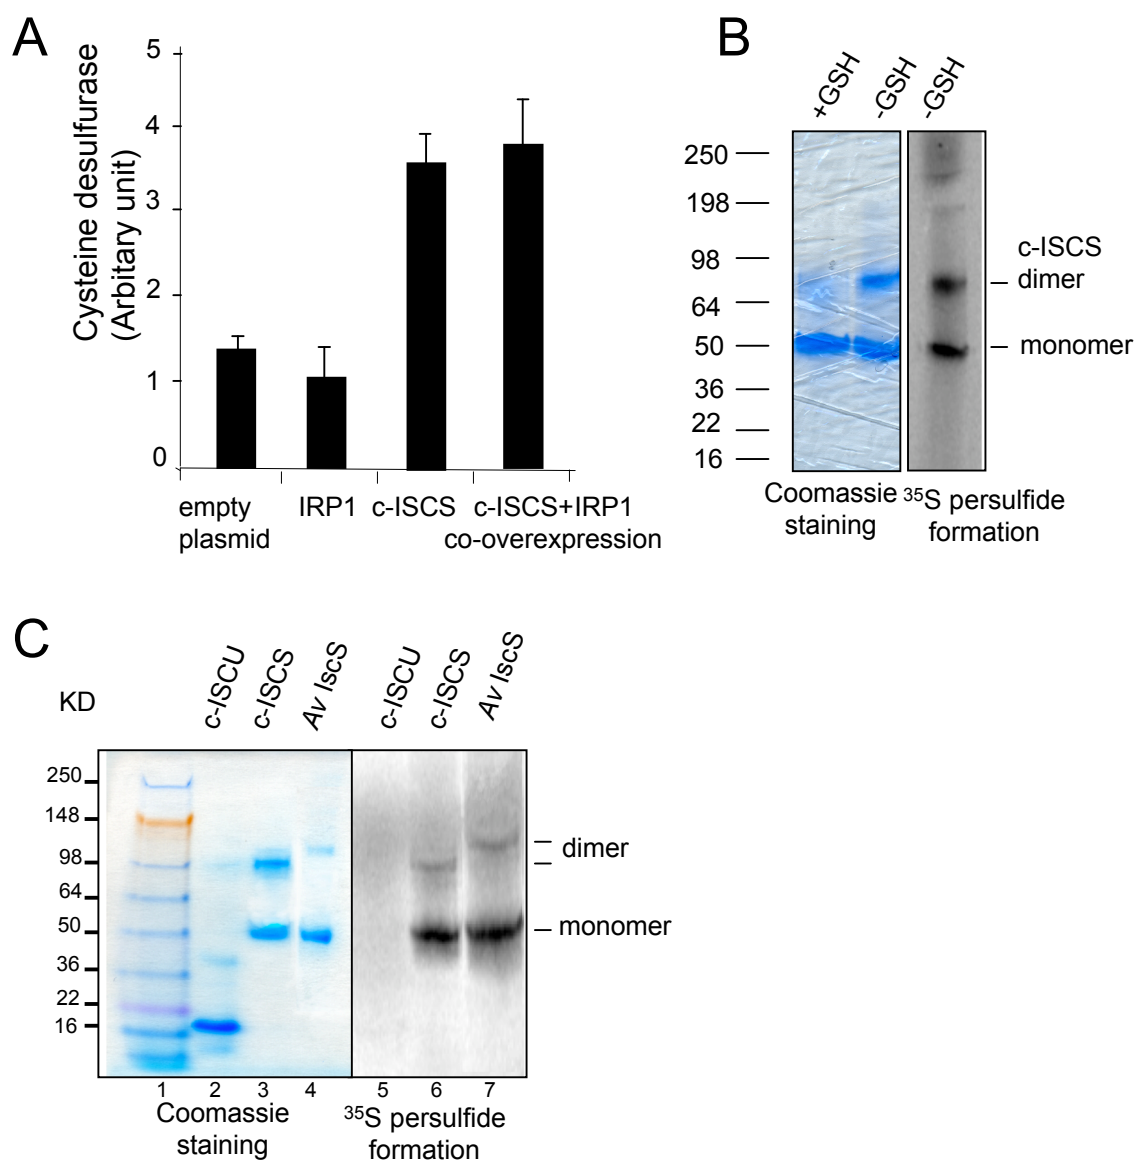 A
Cysteine desulfurase
(Arbitary unit)
5
4
3
2
1
0
empty
plasmid
IRP1
c-ISCS
c-ISCS+IRP1
co-overexpression
B
+GSH
-GSH
-GSH
250
198
98
64
50
36
22
16
c-ISCS
dimer
monomer
Coomassie
staining
35S persulfide
formation
C
KD
c-ISCU
c-ISCS
Av IscS
c-ISCU
c-ISCS
Av IscS
250
148
98
64
50
36
22
16
dimer
monomer
1 2 3 4 5 6 7
Coomassie
staining
35S persulfide
formation